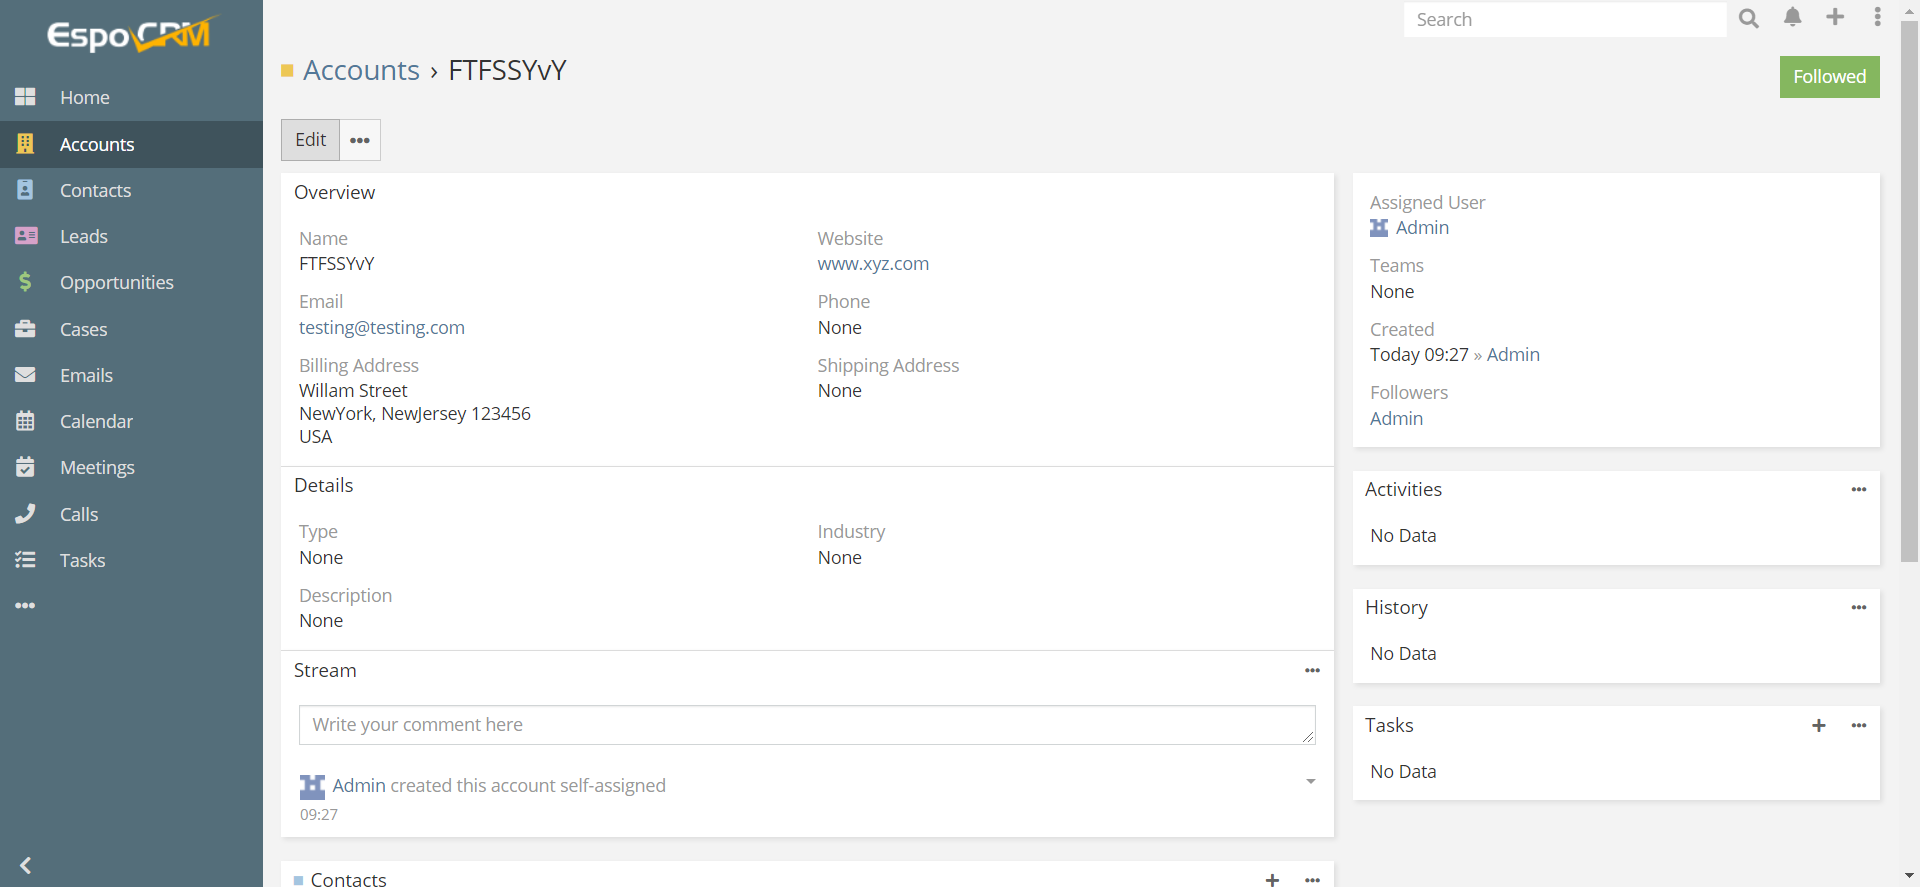 EspoCRM
Home
Accounts
Contacts
Leads
Opportunities
Cases
Emails
Calendar
Meetings
Calls
Tasks
Search
Accounts › FTFSSYvY
Followed
Edit
Overview
Name
FTFSSYvY
Website
www.xyz.com
Email
testing@testing.com
Phone
None
Billing Address
Willam Street
NewYork, NewJersey 123456
USA
Shipping Address
None
Details
Type
None
Industry
None
Description
None
Stream
Write your comment here
Admin created this account self-assigned
09:27
Contacts
Assigned User
Admin
Teams
None
Created
Today 09:27 » Admin
Followers
Admin
Activities
No Data
History
No Data
Tasks
No Data